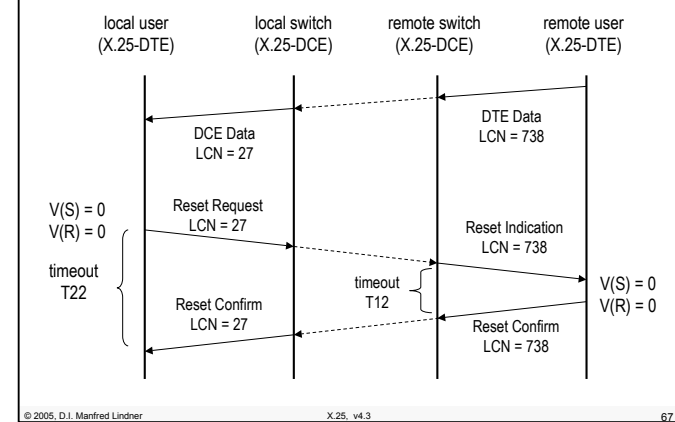 local user
(X.25-DTE)
local switch
(X.25-DCE)
remote switch
(X.25-DCE)
remote user
(X.25-DTE)
DCE Data
LCN = 27
DTE Data
LCN = 738
V(S) = 0
V(R) = 0
Reset Request
LCN = 27
Reset Indication
LCN = 738
timeout
T22
timeout
T12
V(S) = 0
V(R) = 0
Reset Confirm
LCN = 27
Reset Confirm
LCN = 738
© 2005, D.I. Manfred Lindner
X.25, v4.3
67